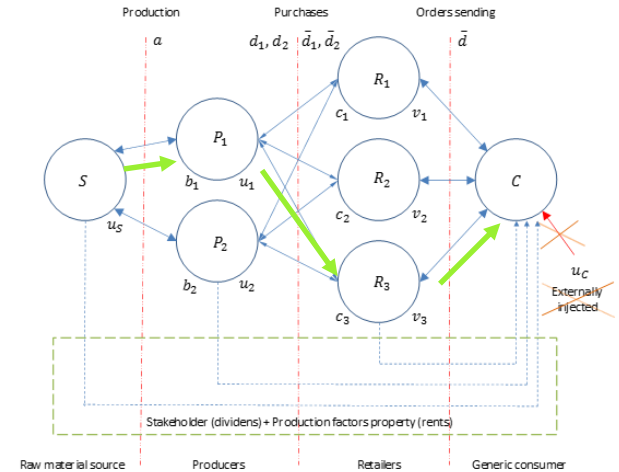 Production Purchases Orders sending
a d₁, d₂ d̄₁, d̄₂ d̄
R₁
c₁ v₁
P₁
b₁ u₁
S
u_S
R₂
c₂ v₂
C
P₂
b₂ u₂
u_C
Externally
injected
R₃
c₃ v₃
Stakeholder (dividens) + Production factors property (rents)
Raw material source Producers Retailers Generic consumer